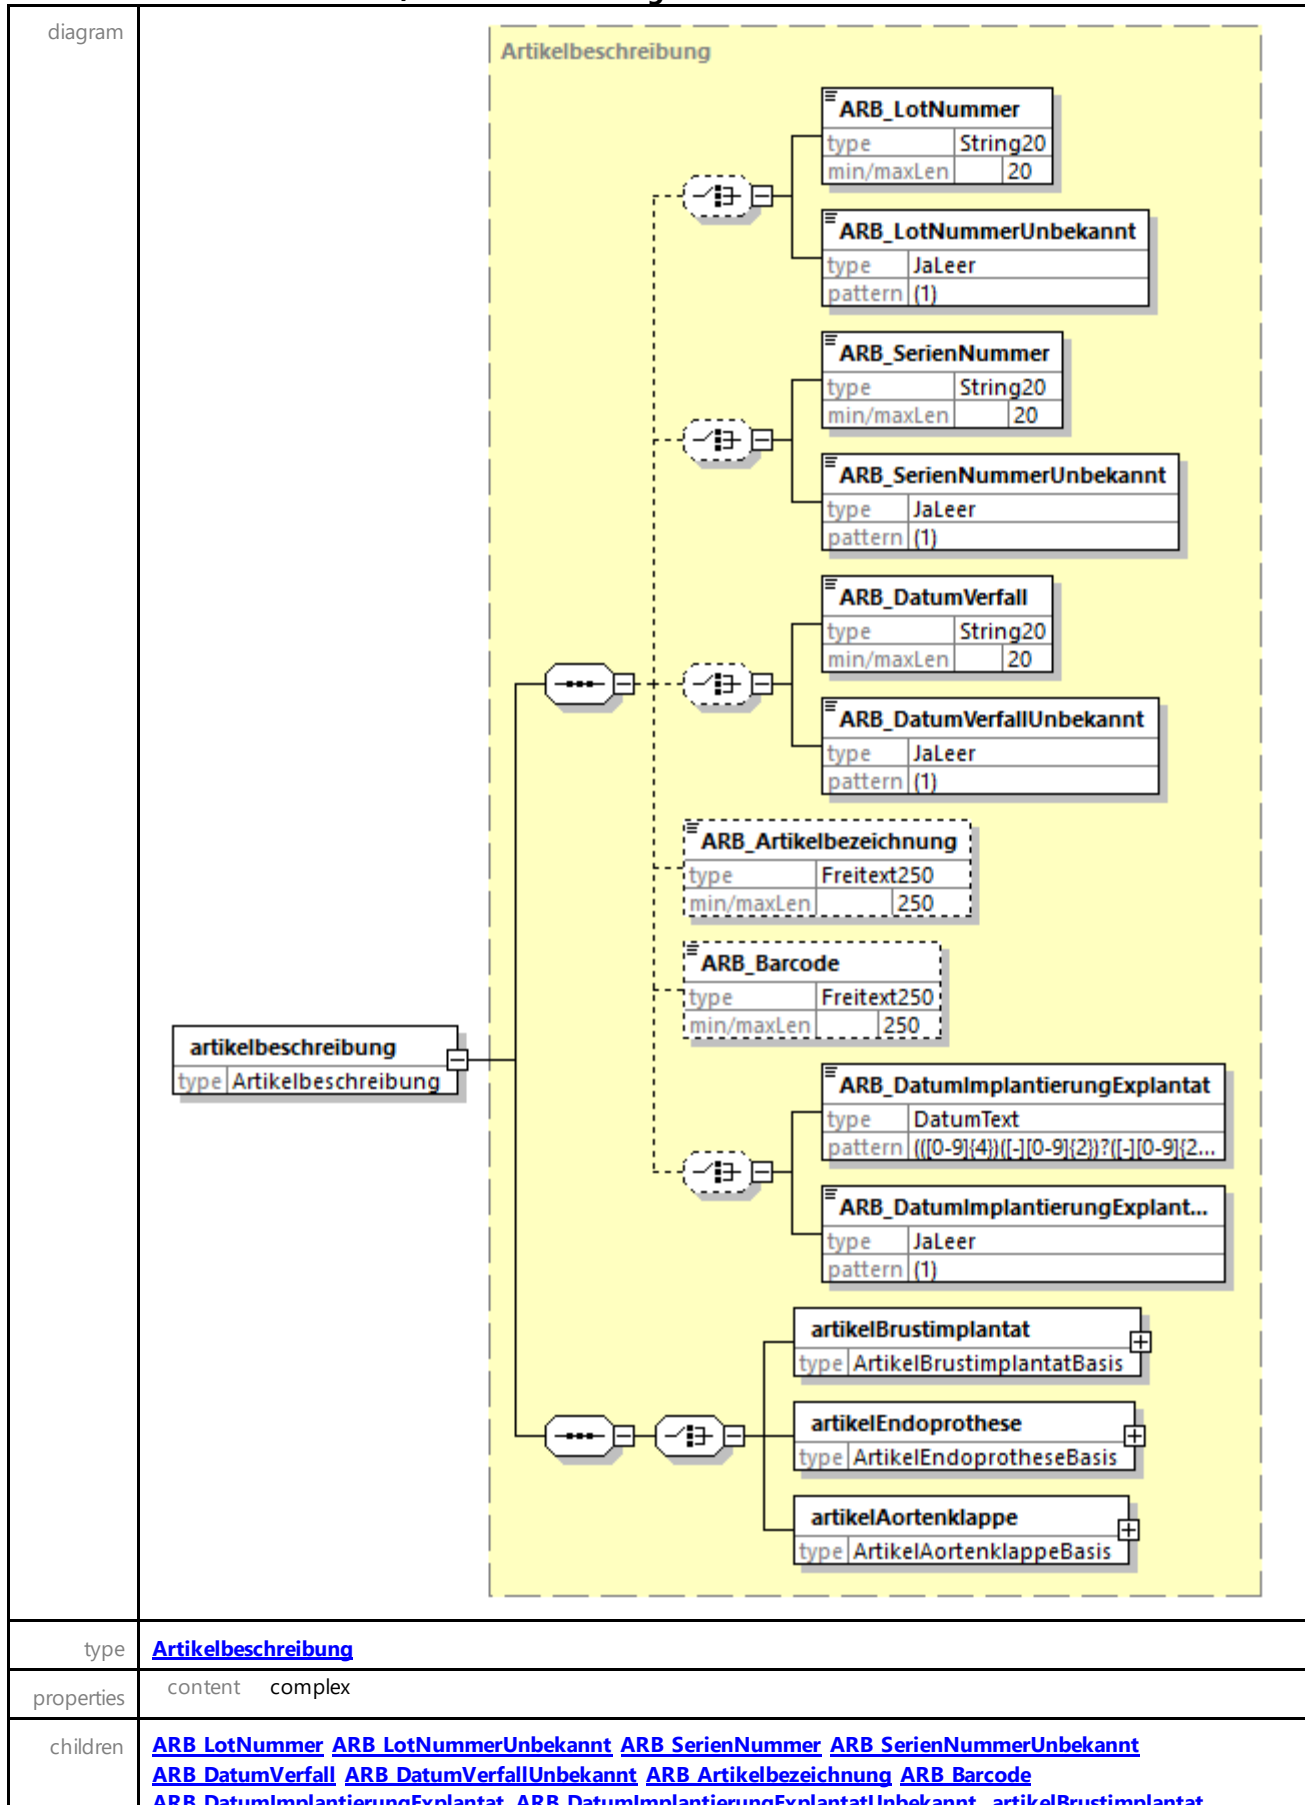 diagram
Artikelbeschreibung
ARB_LotNummer
type String20
min/maxLen 20
ARB_LotNummerUnbekannt
type JaLeer
pattern (1)
ARB_SerienNummer
type String20
min/maxLen 20
ARB_SerienNummerUnbekannt
type JaLeer
pattern (1)
ARB_DatumVerfall
type String20
min/maxLen 20
ARB_DatumVerfallUnbekannt
type JaLeer
pattern (1)
ARB_Artikelbezeichnung
type Freitext250
min/maxLen 250
ARB_Barcode
type Freitext250
min/maxLen 250
artikelbeschreibung
type Artikelbeschreibung
ARB_DatumImplantierungExplantat
type DatumText
pattern (([0-9]{4})([-][0-9]{2})?([-][0-9]{2...
ARB_DatumImplantierungExplant...
type JaLeer
pattern (1)
artikelBrustimplantat
type ArtikelBrustimplantatBasis
artikelEndoprothese
type ArtikelEndoprotheseBasis
artikelAortenklappe
type ArtikelAortenklappeBasis
type Artikelbeschreibung
properties content complex
children ARB_LotNummer ARB_LotNummerUnbekannt ARB_SerienNummer ARB_SerienNummerUnbekannt
ARB_DatumVerfall ARB_DatumVerfallUnbekannt ARB_Artikelbezeichnung ARB_Barcode
ARB_DatumImplantierungExplantat ARB_DatumImplantierungExplantatUnbekannt artikelBrustimplantat